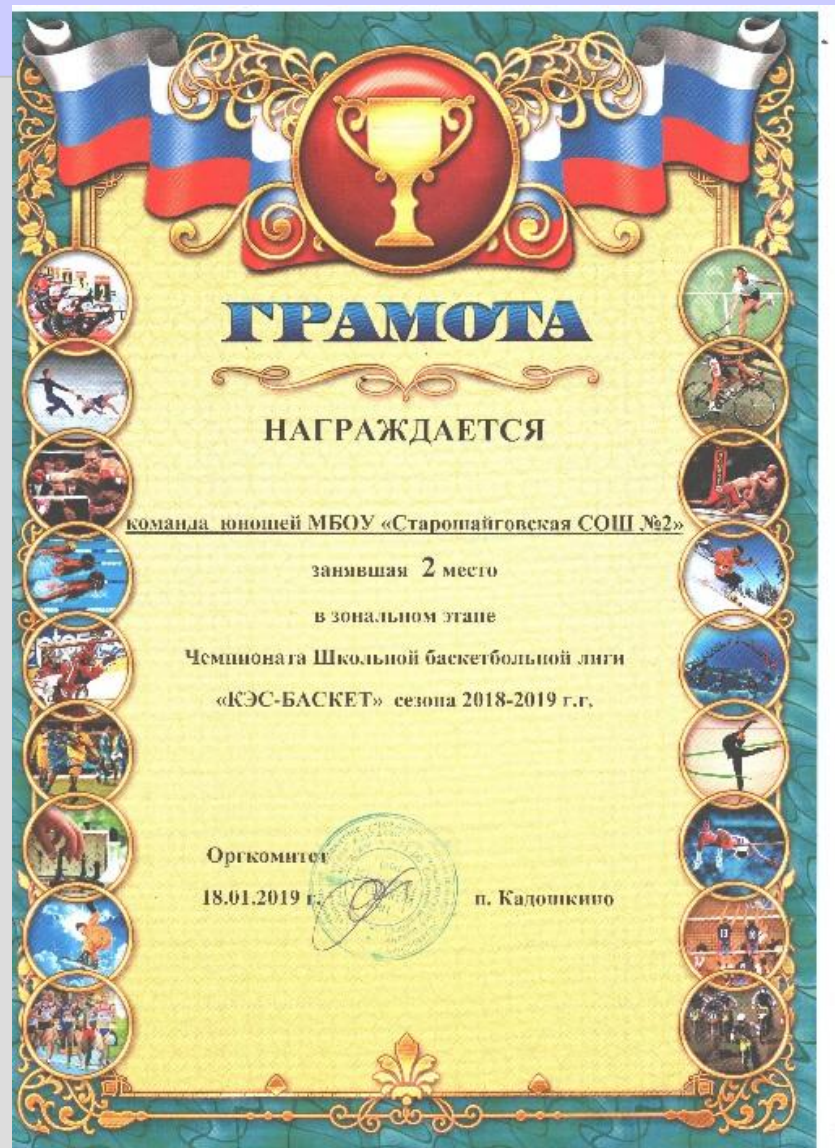 ГРАМОТА
НАГРАЖДАЕТСЯ
команда юношей МБОУ «Старошайговская СОШ №2»
занявшая 2 место
в зональном этапе
Чемпионата Школьной баскетбольной лиги
«КЭС-БАСКЕТ» сезона 2018-2019 г.г.
Оргкомитет
18.01.2019 г. п. Кадошкино